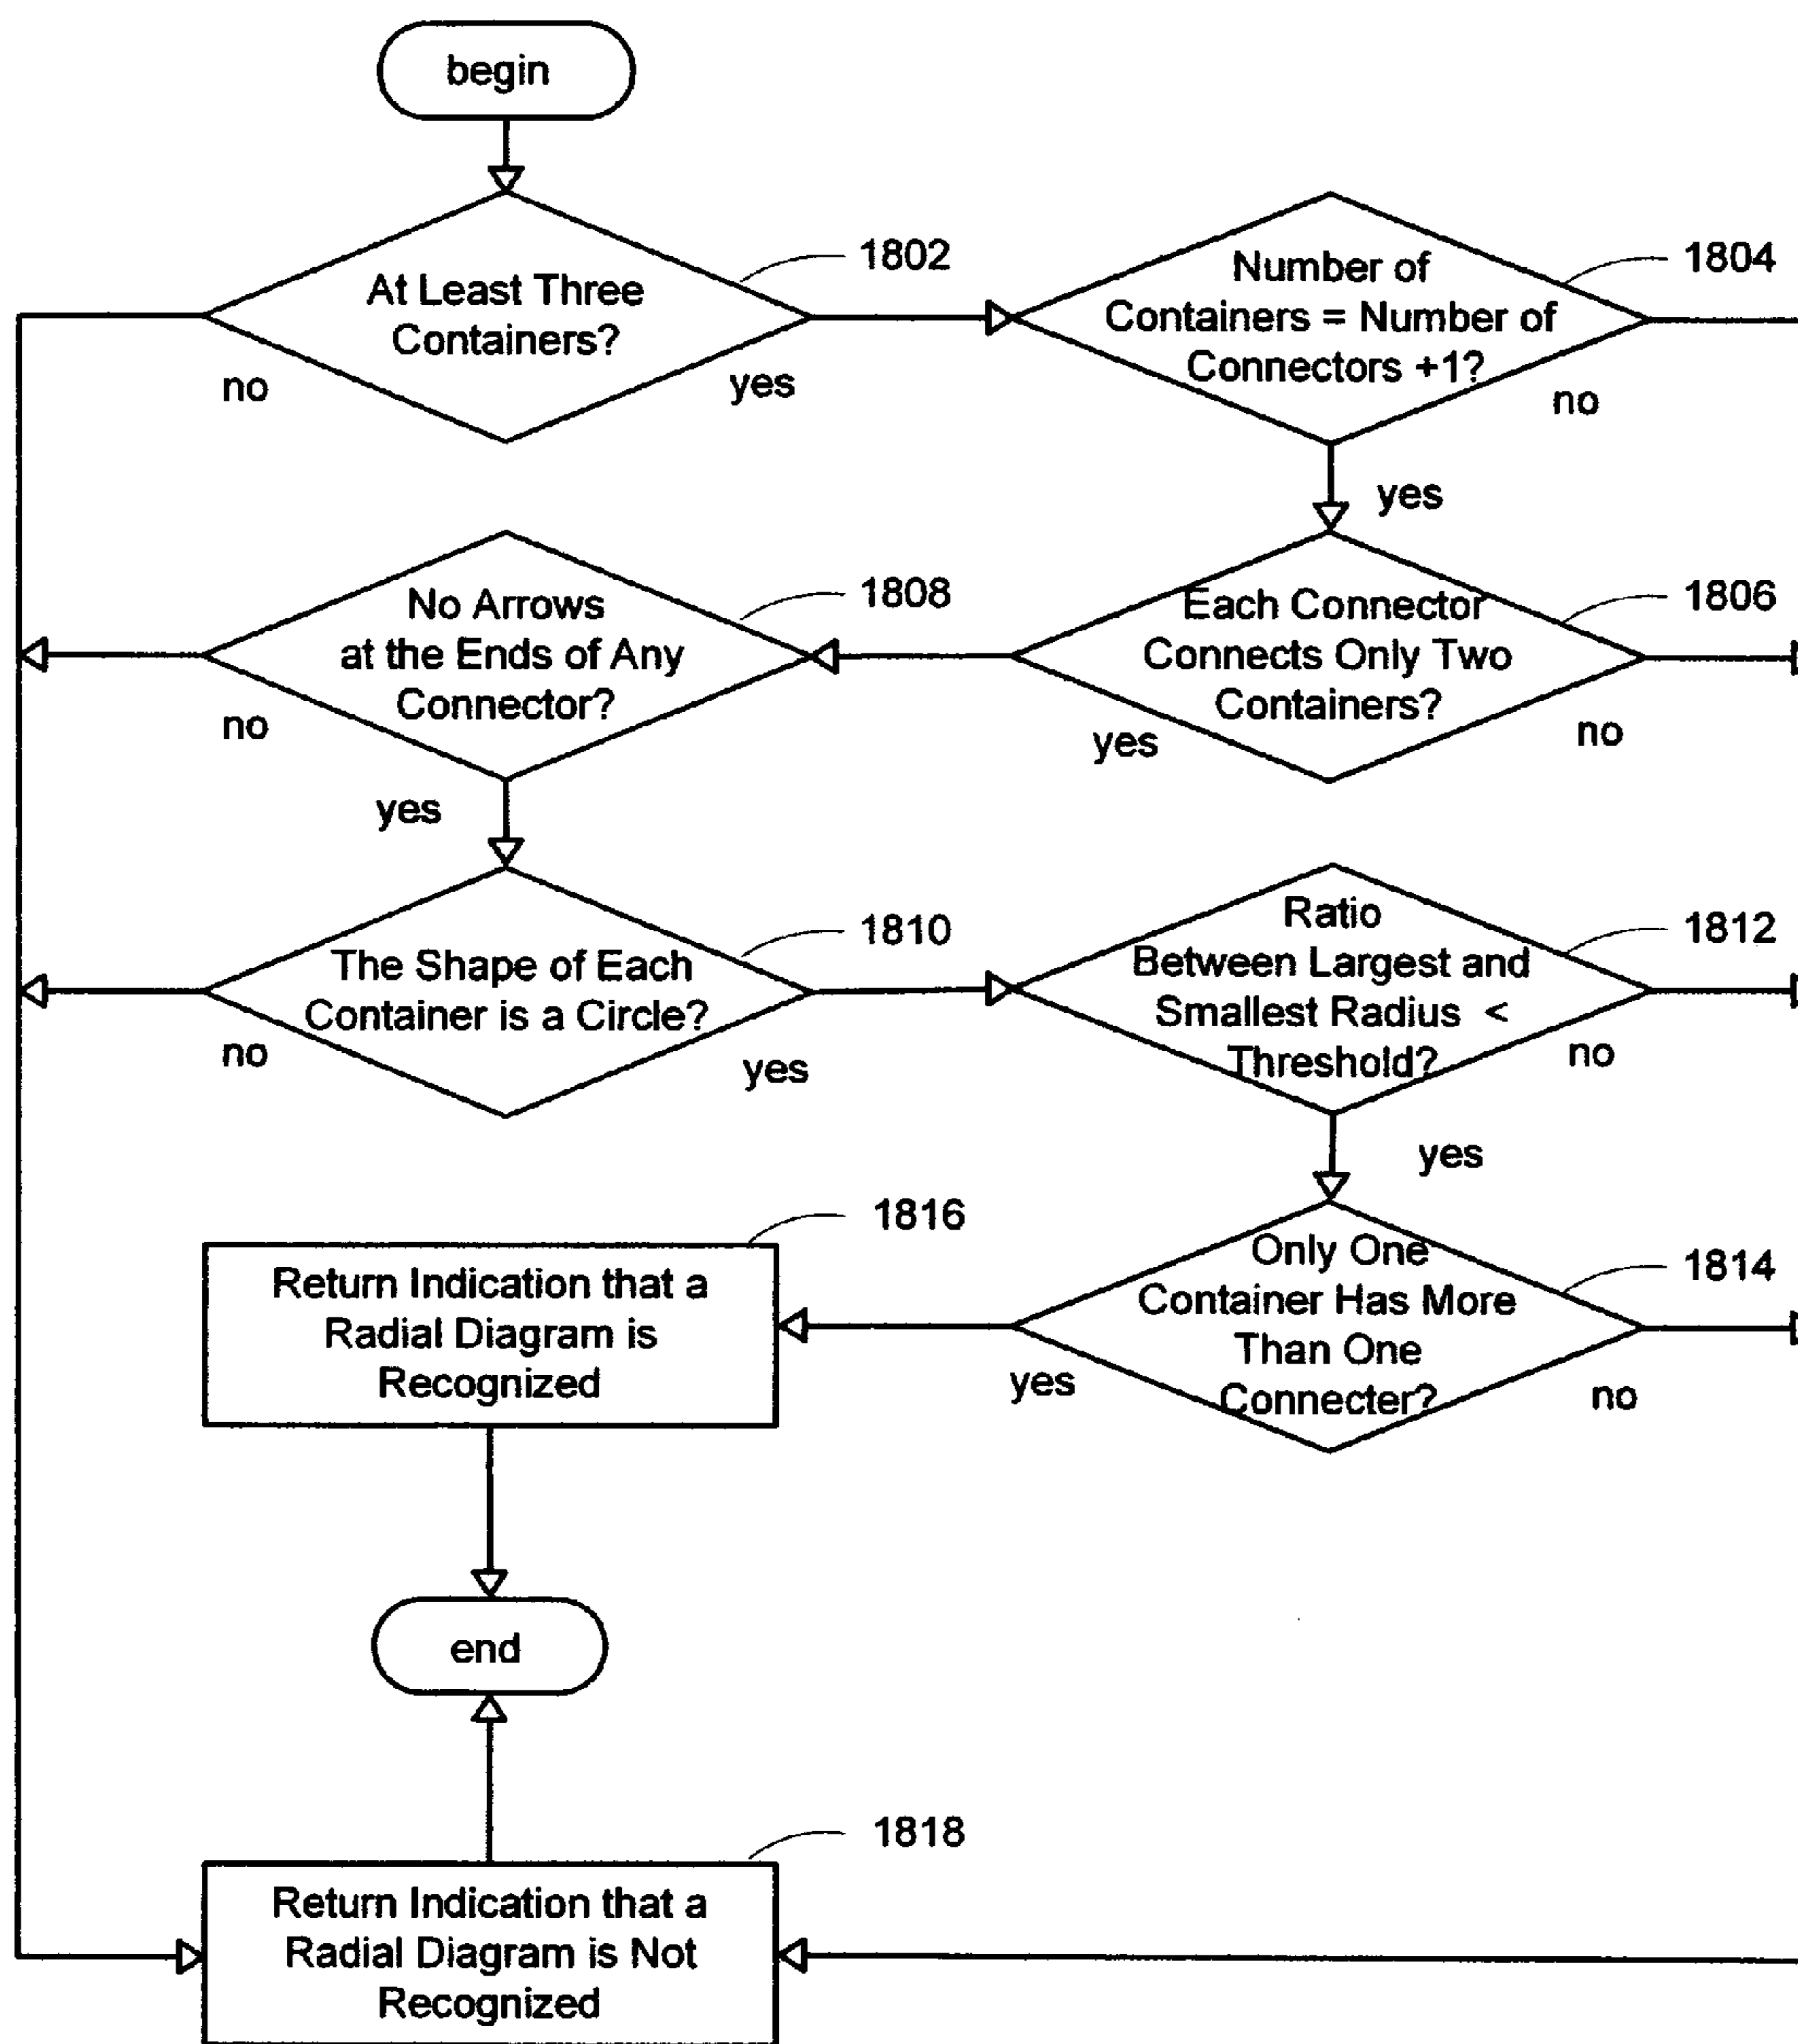 begin
At Least Three
Containers?
1802
no
yes
Number of
Containers = Number of
Connectors +1?
1804
no
yes
Each Connector
Connects Only Two
Containers?
1806
no
yes
No Arrows
at the Ends of Any
Connector?
1808
no
yes
The Shape of Each
Container is a Circle?
1810
no
yes
Ratio
Between Largest and
Smallest Radius <
Threshold?
1812
no
yes
Only One
Container Has More
Than One
Connecter?
1814
no
yes
Return Indication that a
Radial Diagram is
Recognized
1816
end
Return Indication that a
Radial Diagram is Not
Recognized
1818